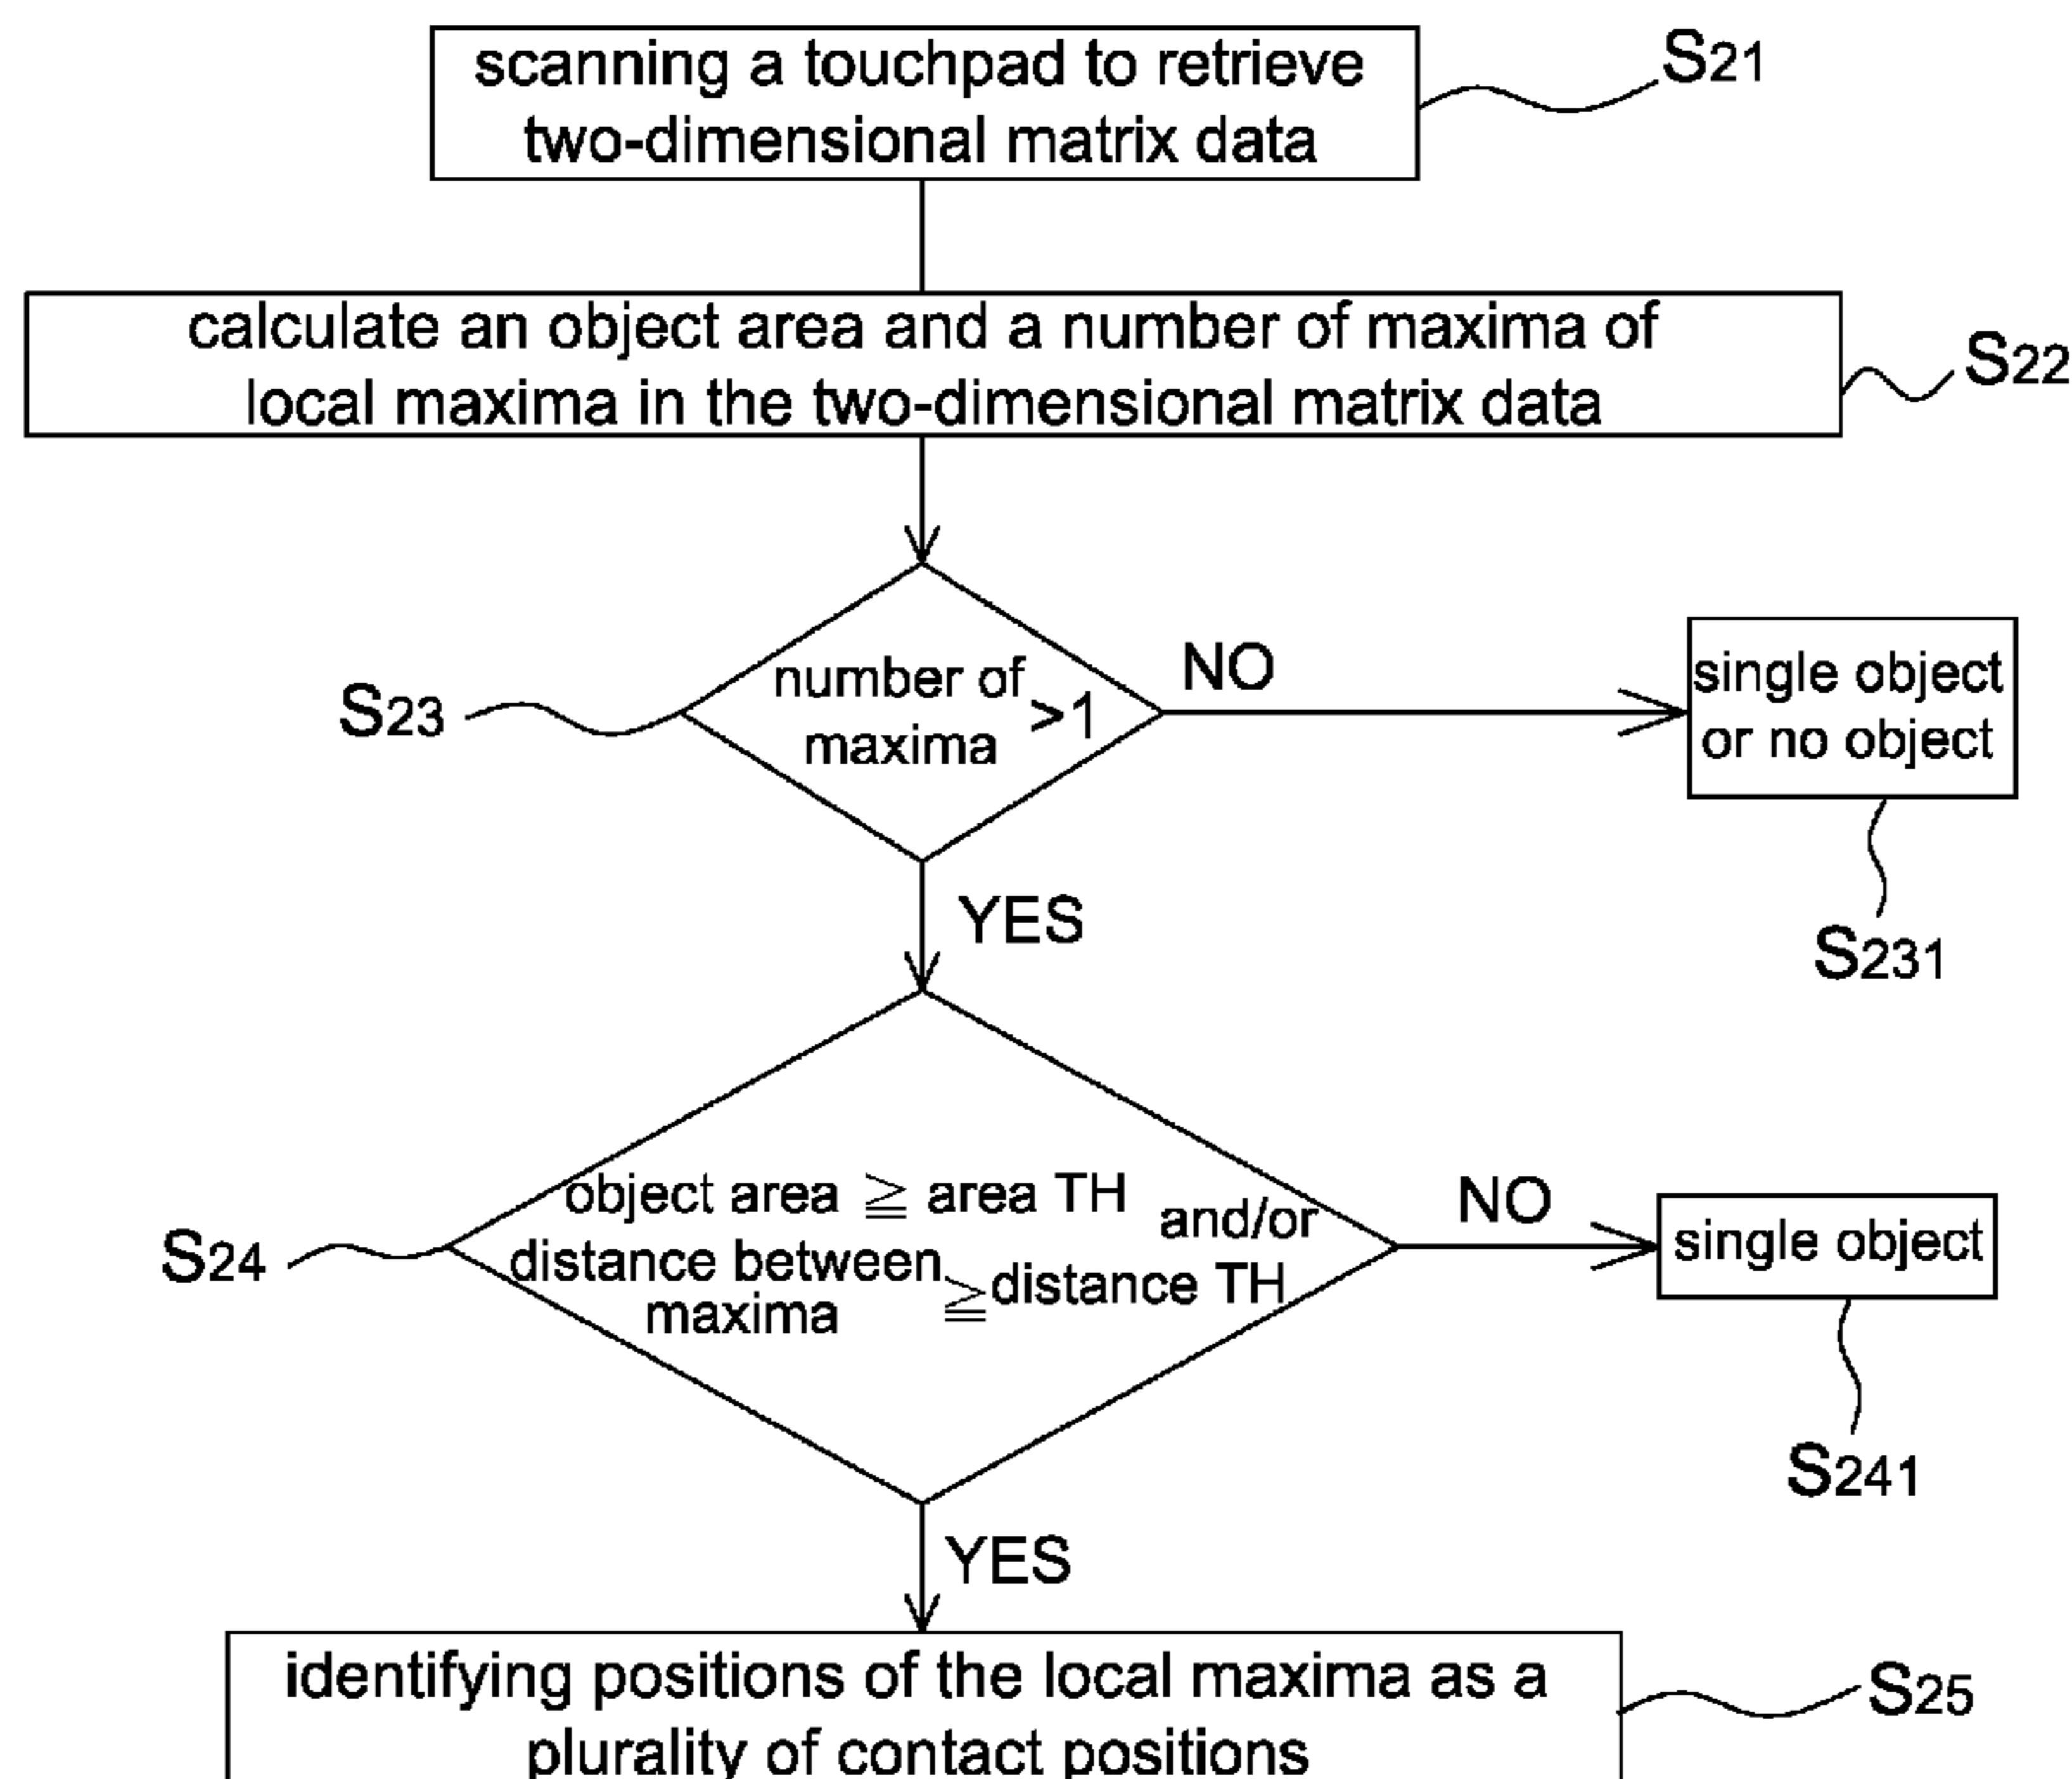 scanning a touchpad to retrieve
two-dimensional matrix data
S21
calculate an object area and a number of maxima of
local maxima in the two-dimensional matrix data
S22
number of
maxima
>1
S23
NO
single object
or no object
S231
YES
object area ≧ area TH
and/or
distance between
maxima
≧ distance TH
S24
NO
single object
S241
YES
identifying positions of the local maxima as a
plurality of contact positions
S25